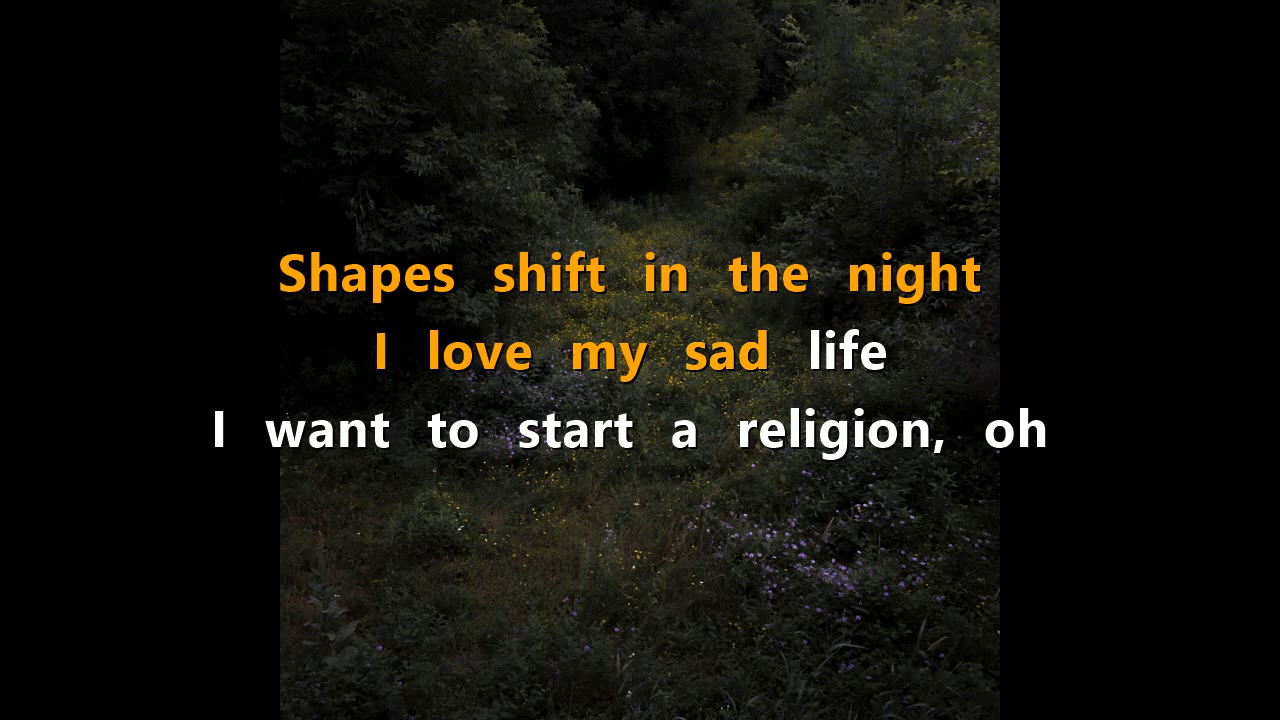 Shapes shift in the night
I love my sad life
I want to start a religion, oh